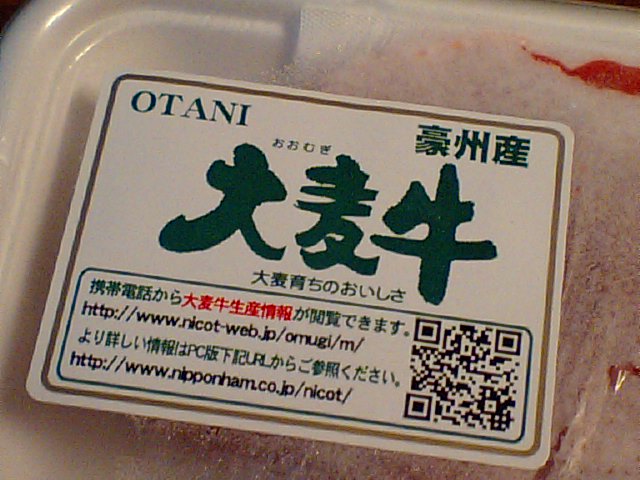 OTANI
豪州産
おおむぎ
大麦牛
大麦育ちのおいしさ
携帯電話から大麦牛生産情報が閲覧できます。
http://www.nicot-web.jp/omugi/m/
より詳しい情報はPC版下記URLからご参照ください。
http://www.nipponham.co.jp/nicot/